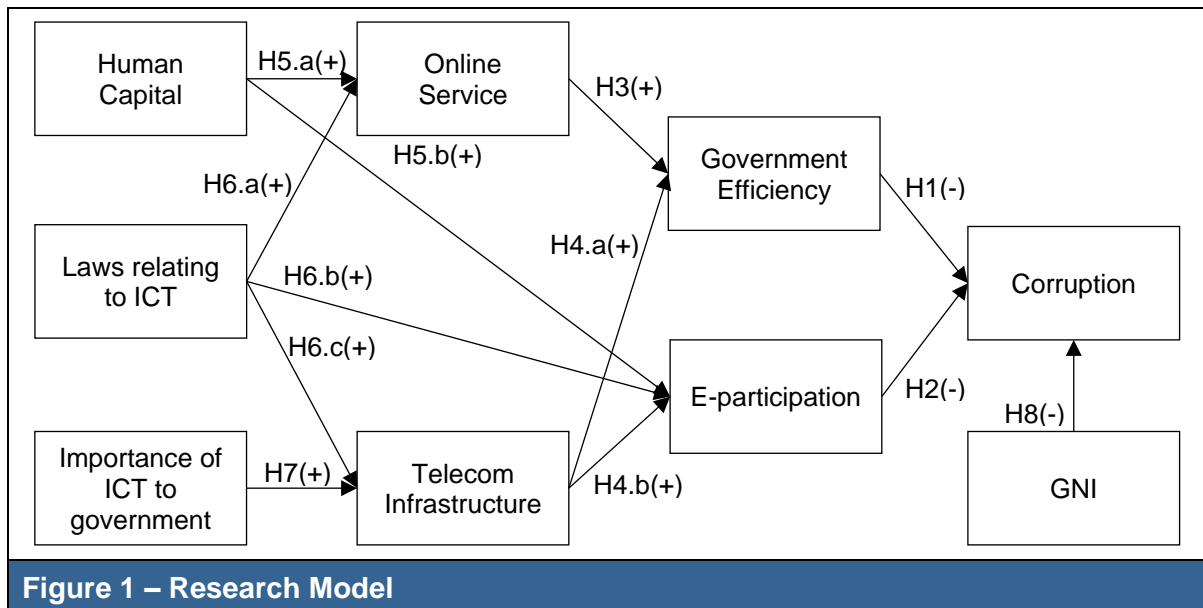 Human
Capital
H5.a(+)
Online
Service
H3(+)
H5.b(+)
Government
Efficiency
H6.a(+)
H1(-)
H4.a(+)
Laws relating
to ICT
H6.b(+)
Corruption
H6.c(+)
E-participation
H2(-)
H8(-)
Importance of
ICT to
government
H7(+)
Telecom
Infrastructure
H4.b(+)
GNI
Figure 1 – Research Model